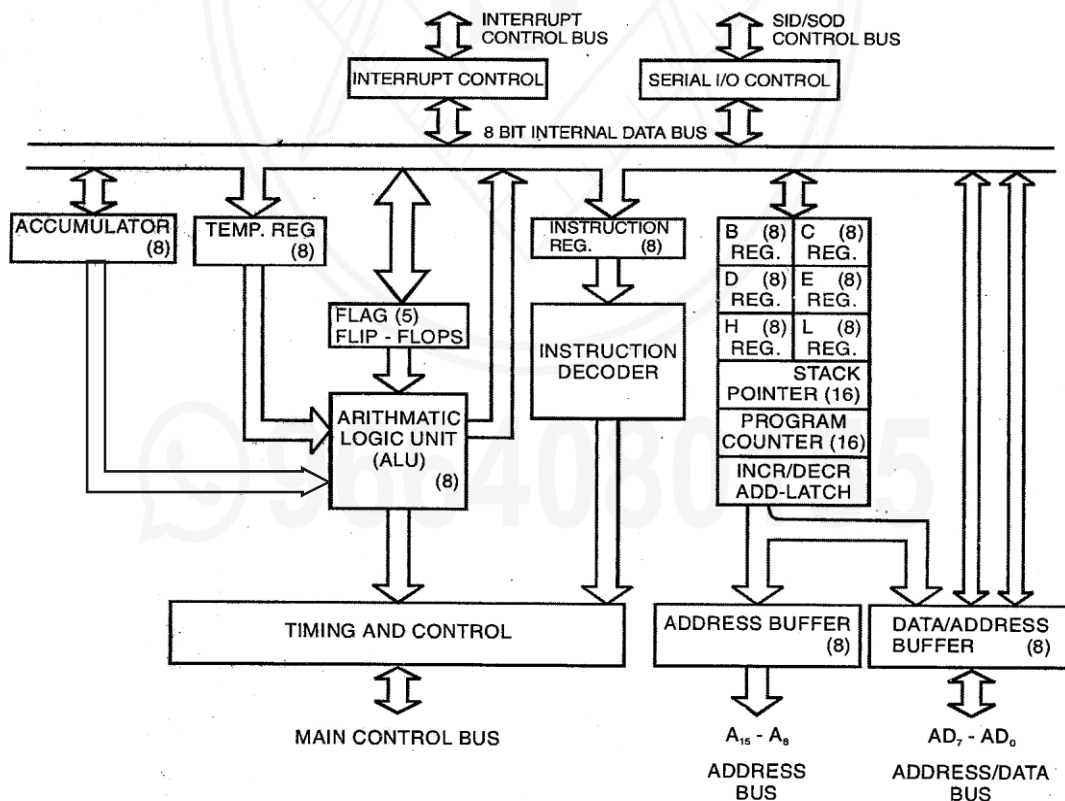 INTERRUPT
CONTROL BUS
SID/SOD
CONTROL BUS
INTERRUPT CONTROL
SERIAL I/O CONTROL
8 BIT INTERNAL DATA BUS
ACCUMULATOR
(8)
TEMP. REG
(8)
INSTRUCTION
REG. (8)
B (8)
REG.
C (8)
REG.
D (8)
REG.
E (8)
REG.
H (8)
REG.
L (8)
REG.
FLAG (5)
FLIP - FLOPS
INSTRUCTION
DECODER
STACK
POINTER (16)
PROGRAM
COUNTER (16)
INCR/DECR
ADD-LATCH
ARITHMATIC
LOGIC UNIT
(ALU)
(8)
TIMING AND CONTROL
ADDRESS BUFFER
(8)
DATA/ADDRESS
BUFFER (8)
MAIN CONTROL BUS
A₁₅ - A₈
ADDRESS
BUS
AD₇ - AD₀
ADDRESS/DATA
BUS